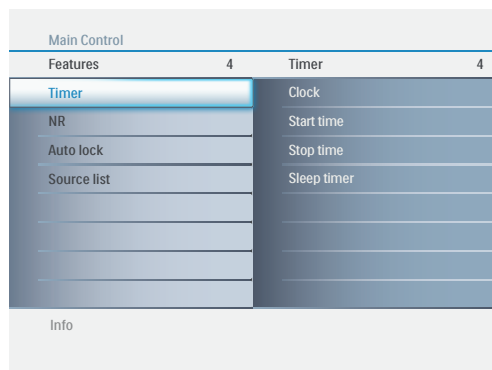 Main Control
Features 4 Timer 4
Timer Clock
NR Start time
Auto lock Stop time
Source list Sleep timer
Info